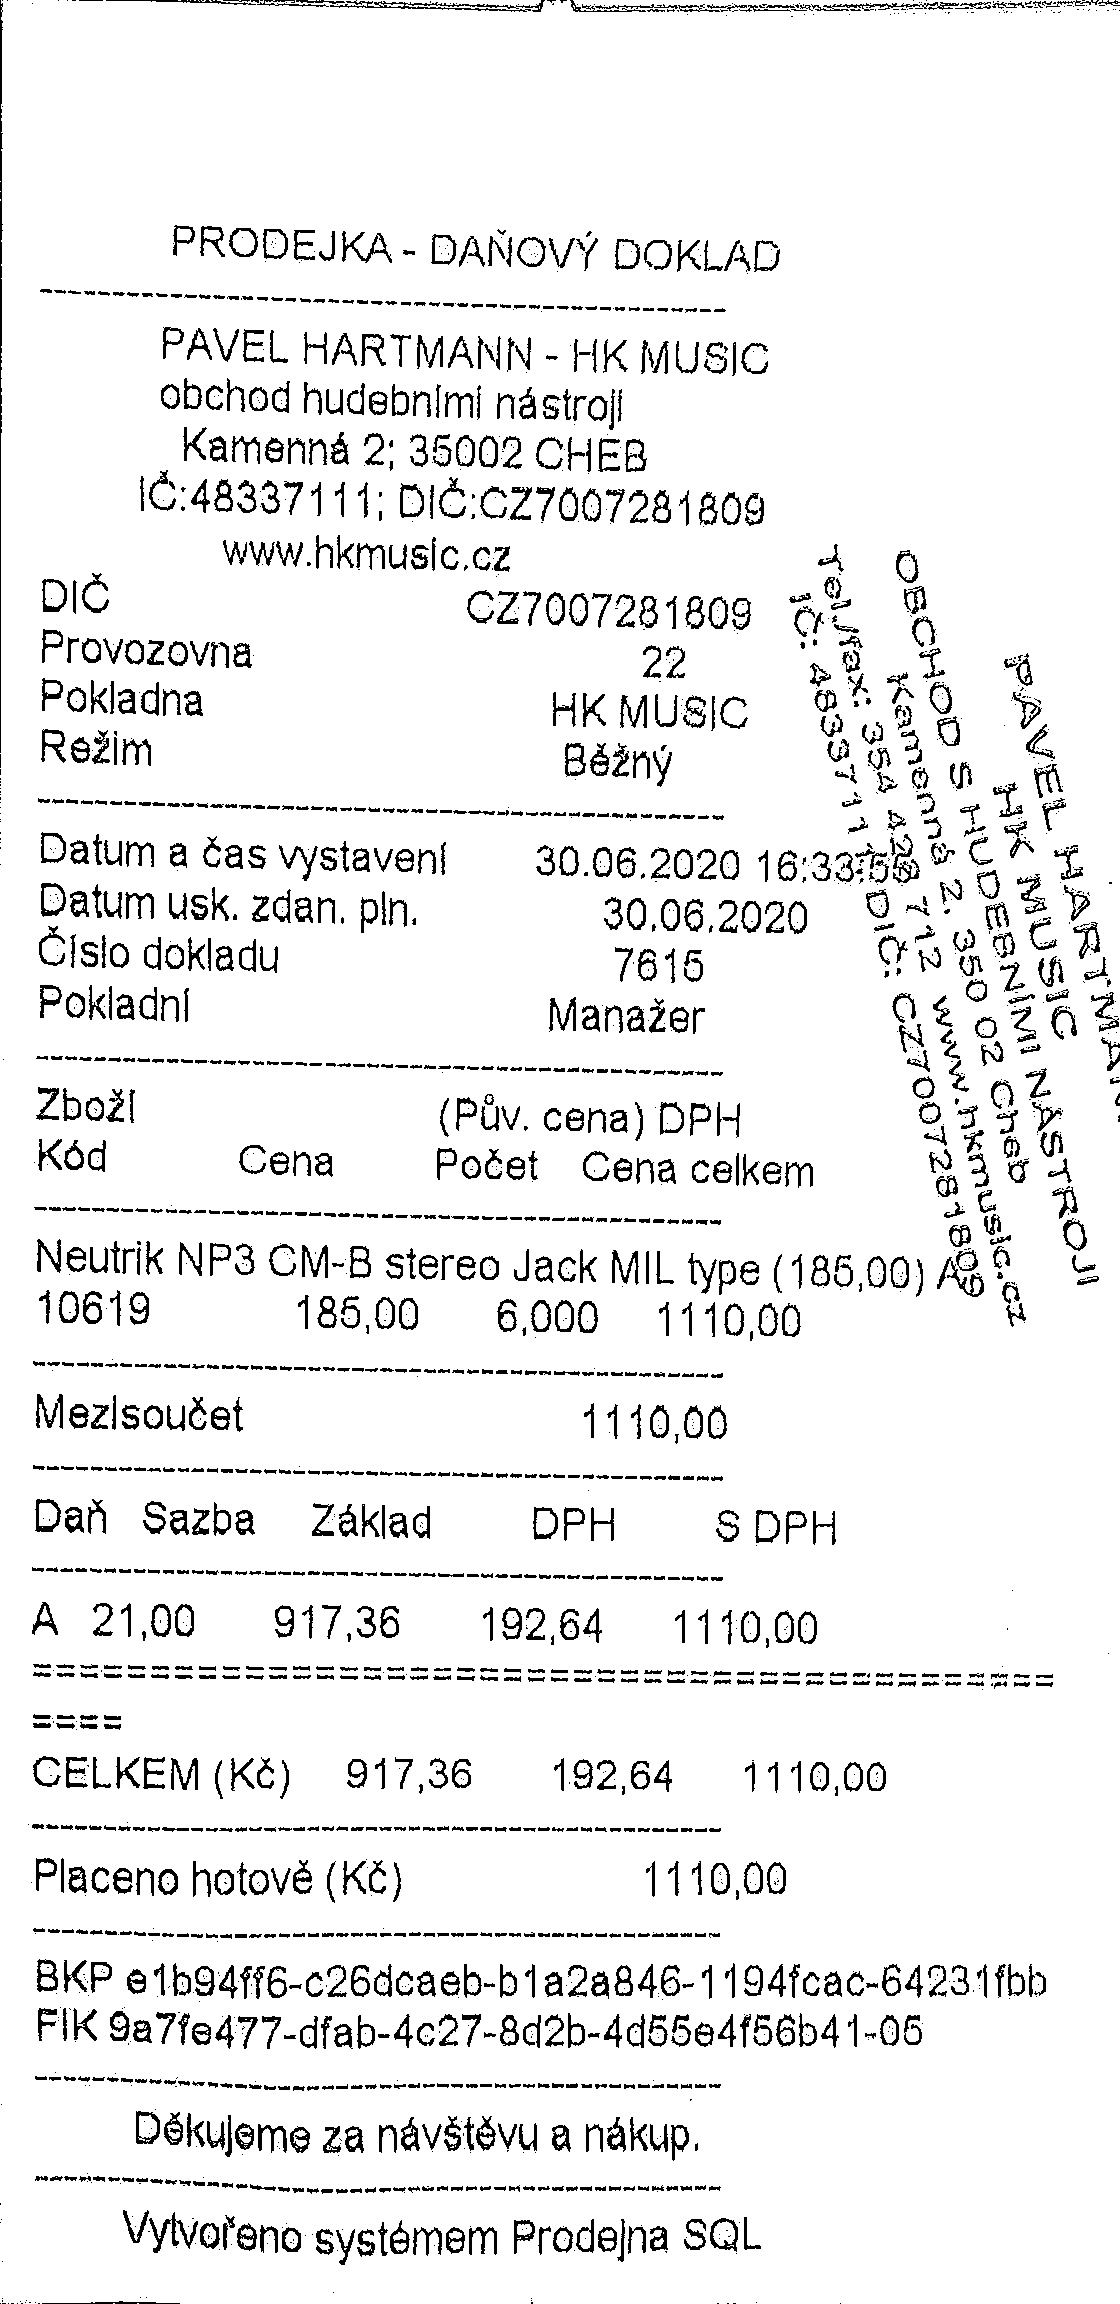 PRODEJKA - DAŇOVÝ DOKLAD
PAVEL HARTMANN - HK MUSIC
obchod hudebními nástroji
Kamenná 2; 35002 CHEB
IČ:48337111; DIČ:CZ7007281809
www.hkmusic.cz
DIČ CZ7007281809
Provozovna 22
Pokladna HK MUSIC
Režim Běžný
Datum a čas vystavení 30.06.2020 16:33
Datum usk. zdan. pln. 30.06.2020
Číslo dokladu 7615
Pokladní Manažer
Zboží (Pův. cena) DPH
Kód Cena Počet Cena celkem
Neutrik NP3 CM-B stereo Jack MIL type (185,00) A
10619 185,00 6,000 1110,00
Mezisoučet 1110,00
Daň Sazba Základ DPH S DPH
A 21,00 917,36 192,64 1110,00
============================================
====
CELKEM (Kč) 917,36 192,64 1110,00
Placeno hotově (Kč) 1110,00
BKP e1b94ff6-c26dcaeb-b1a2a846-1194fcac-64231fbb
FIK 9a7fe477-dfab-4c27-8d2b-4d55e4f56b41-05
Děkujeme za návštěvu a nákup.
Vytvořeno systémem Prodejna SQL
PAVEL HARTMANN
HK MUSIC
OBCHOD S HUDEBNÍMI NÁSTROJI
Kamenná 2, 350 02 Cheb
Tel./fax: 354 426 712 www.hkmusic.cz
IČ: 48337111 DIČ: CZ7007281809